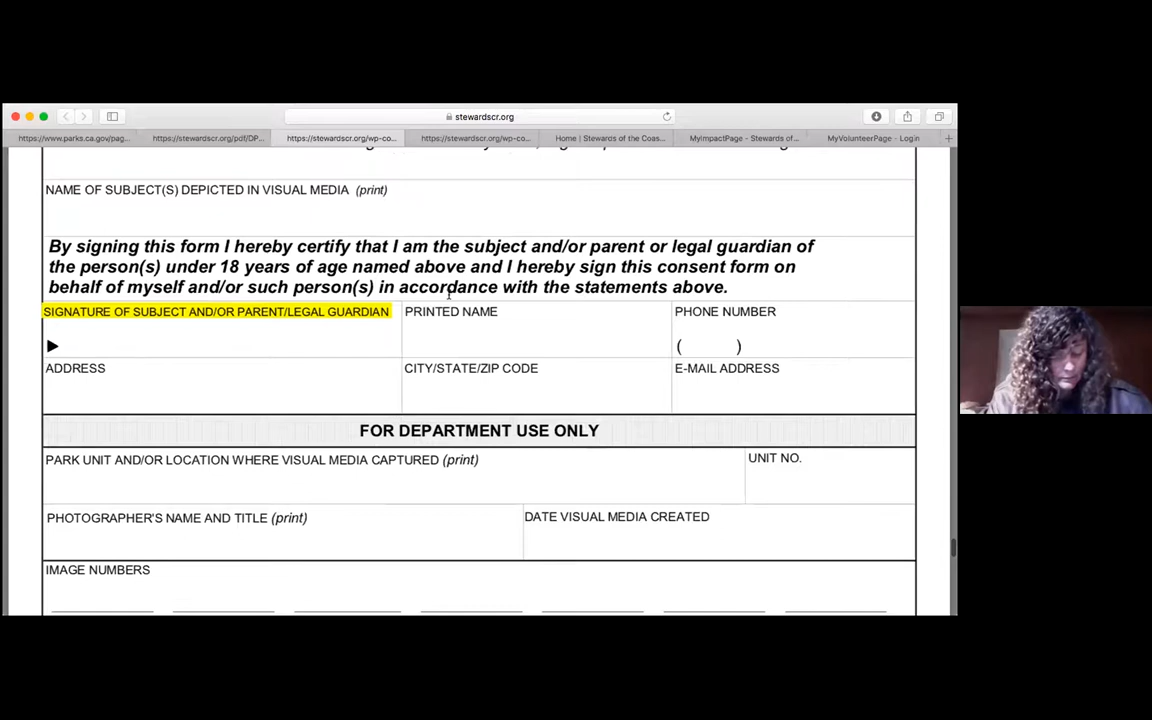 stewardscr.org
https://www.parks.ca.gov/pag...
https://stewardscr.org/pdf/DP...
https://stewardscr.org/wp-co...
https://stewardscr.org/wp-co...
Home | Stewards of the Coas...
MyImpactPage - Stewards of...
MyVolunteerPage - Login
NAME OF SUBJECT(S) DEPICTED IN VISUAL MEDIA (print)
By signing this form I hereby certify that I am the subject and/or parent or legal guardian of
the person(s) under 18 years of age named above and I hereby sign this consent form on
behalf of myself and/or such person(s) in accordance with the statements above.
SIGNATURE OF SUBJECT AND/OR PARENT/LEGAL GUARDIAN
PRINTED NAME
PHONE NUMBER
( )
ADDRESS
CITY/STATE/ZIP CODE
E-MAIL ADDRESS
FOR DEPARTMENT USE ONLY
PARK UNIT AND/OR LOCATION WHERE VISUAL MEDIA CAPTURED (print)
UNIT NO.
PHOTOGRAPHER'S NAME AND TITLE (print)
DATE VISUAL MEDIA CREATED
IMAGE NUMBERS